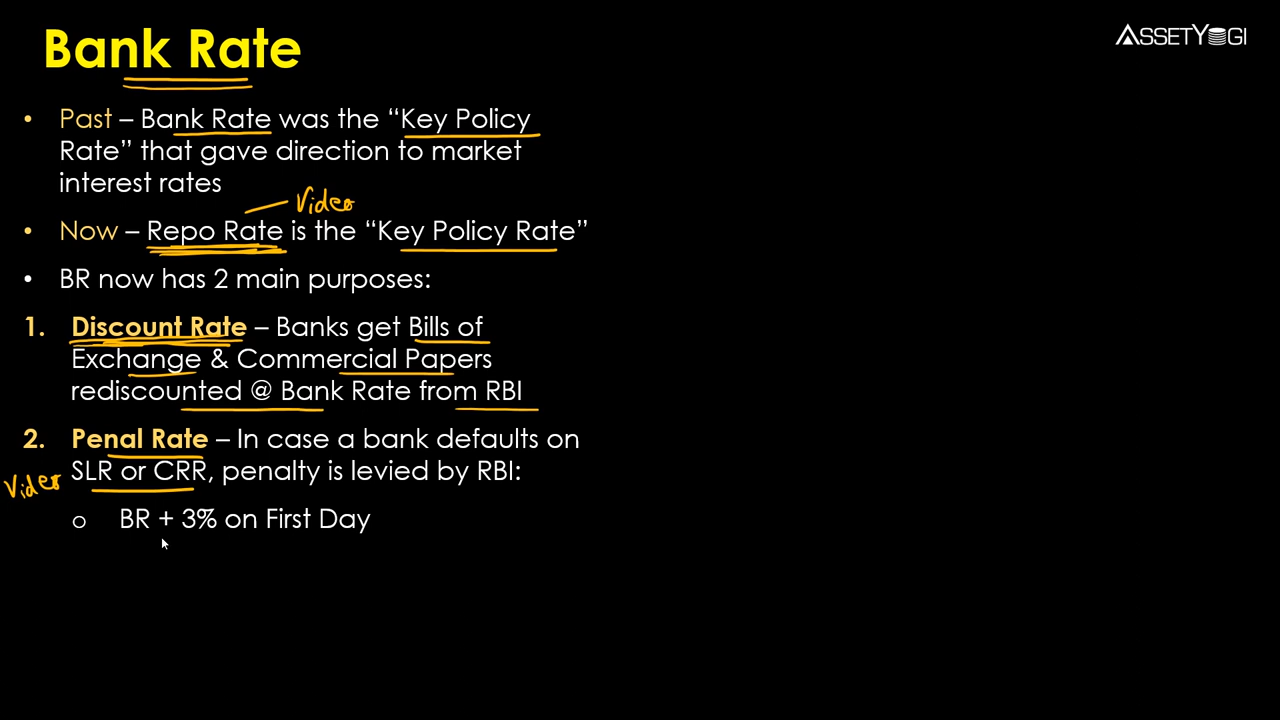 Bank Rate
ASSETYOGI
• Past – Bank Rate was the “Key Policy
Rate” that gave direction to market
interest rates
Video
• Now – Repo Rate is the “Key Policy Rate”
• BR now has 2 main purposes:
1. Discount Rate – Banks get Bills of
Exchange & Commercial Papers
rediscounted @ Bank Rate from RBI
2. Penal Rate – In case a bank defaults on
Video SLR or CRR, penalty is levied by RBI:
o BR + 3% on First Day